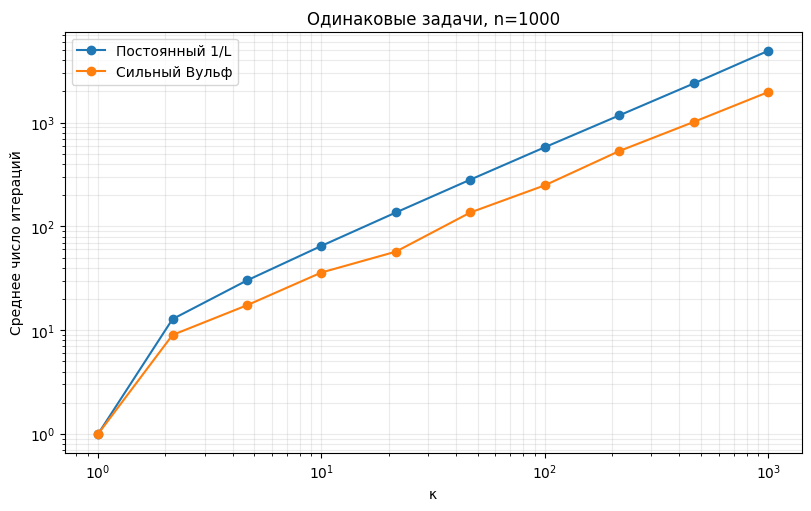 Одинаковые задачи, n=1000
Постоянный 1/L
Сильный Вульф
Среднее число итераций
10³
10²
10¹
10⁰
10⁰ 10¹ 10² 10³
κ